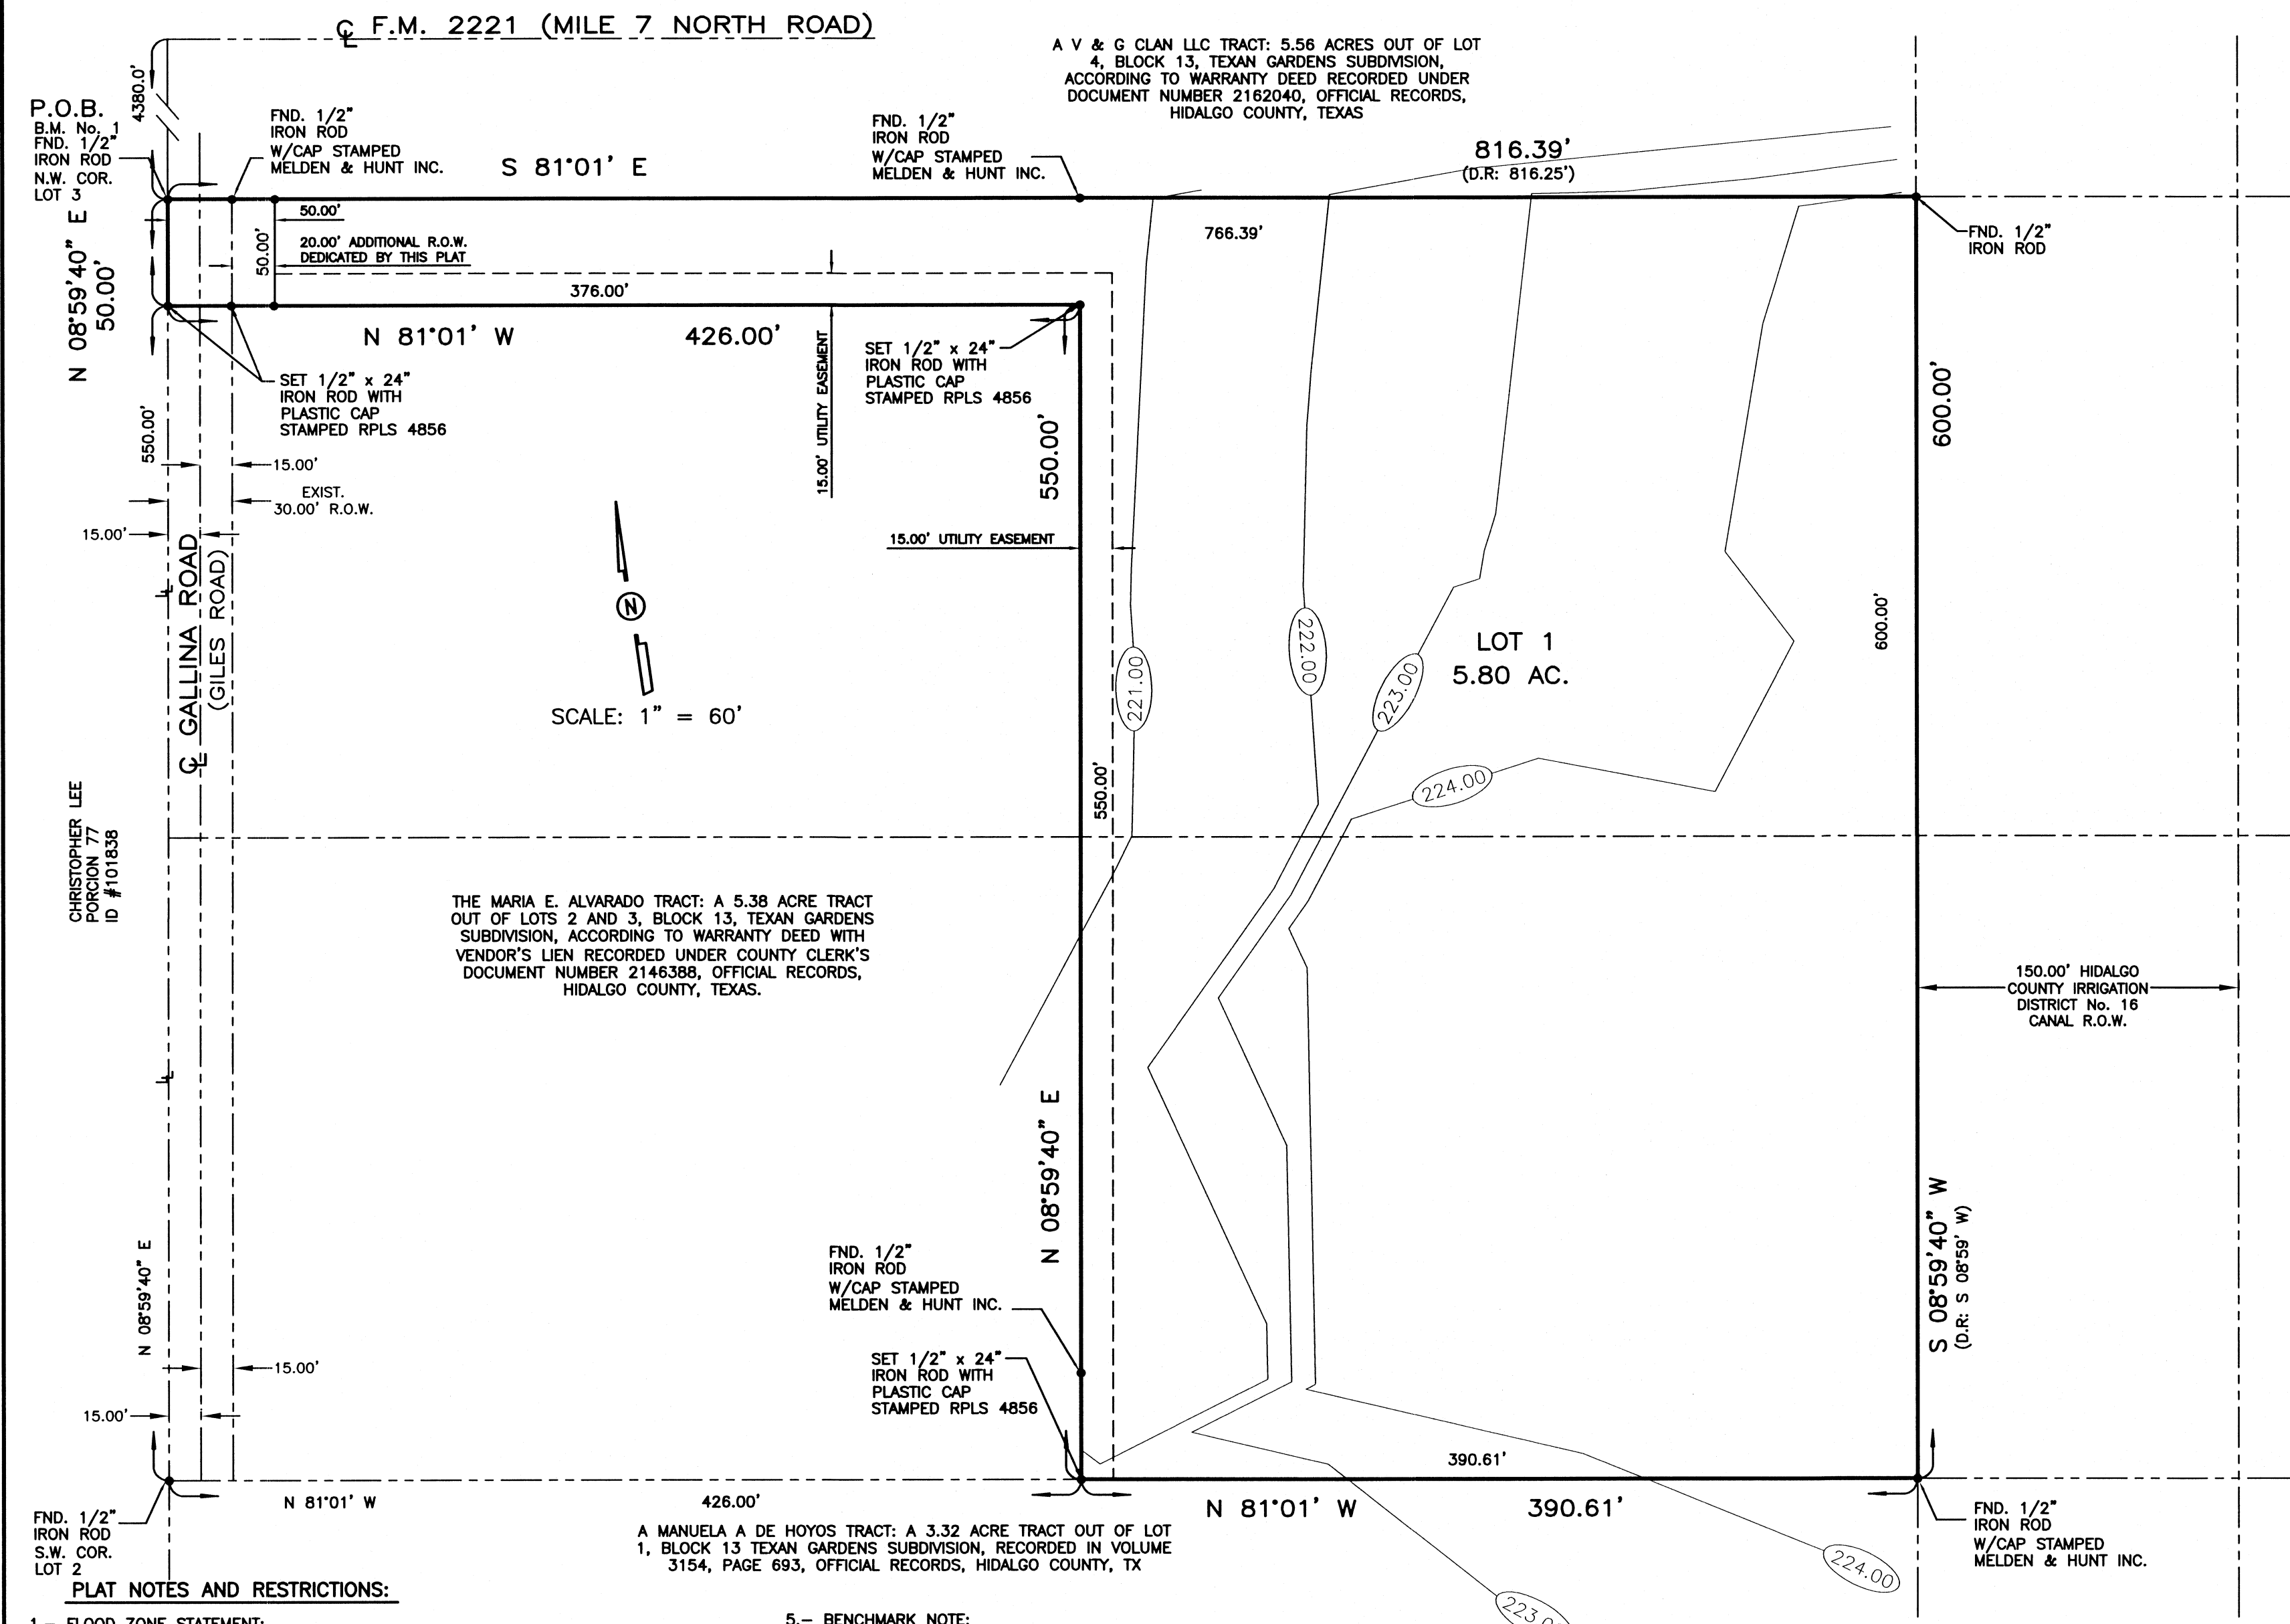 ℄ F.M. 2221 (MILE 7 NORTH ROAD)
A V & G CLAN LLC TRACT: 5.56 ACRES OUT OF LOT
4, BLOCK 13, TEXAN GARDENS SUBDIVISION,
ACCORDING TO WARRANTY DEED RECORDED UNDER
DOCUMENT NUMBER 2162040, OFFICIAL RECORDS,
HIDALGO COUNTY, TEXAS
4380.0'
P.O.B.
B.M. No. 1
FND. 1/2"
IRON ROD
N.W. COR.
LOT 3
FND. 1/2"
IRON ROD
W/CAP STAMPED
MELDEN & HUNT INC.
S 81°01' E
FND. 1/2"
IRON ROD
W/CAP STAMPED
MELDEN & HUNT INC.
816.39'
(D.R: 816.25')
N 08°59'40" E
50.00'
50.00'
50.00'
20.00' ADDITIONAL R.O.W.
DEDICATED BY THIS PLAT
766.39'
FND. 1/2"
IRON ROD
376.00'
N 81°01' W
426.00'
15.00' UTILITY EASEMENT
SET 1/2" x 24"
IRON ROD WITH
PLASTIC CAP
STAMPED RPLS 4856
SET 1/2" x 24"
IRON ROD WITH
PLASTIC CAP
STAMPED RPLS 4856
550.00'
550.00'
600.00'
15.00'
EXIST.
30.00' R.O.W.
15.00'
15.00' UTILITY EASEMENT
℄ GALLINA ROAD
(GILES ROAD)
N
SCALE: 1" = 60'
221.00
222.00
223.00
224.00
LOT 1
5.80 AC.
600.00'
550.00'
CHRISTOPHER LEE
PORCION 77
ID #101838
THE MARIA E. ALVARADO TRACT: A 5.38 ACRE TRACT
OUT OF LOTS 2 AND 3, BLOCK 13, TEXAN GARDENS
SUBDIVISION, ACCORDING TO WARRANTY DEED WITH
VENDOR'S LIEN RECORDED UNDER COUNTY CLERK'S
DOCUMENT NUMBER 2146388, OFFICIAL RECORDS,
HIDALGO COUNTY, TEXAS.
150.00' HIDALGO
COUNTY IRRIGATION
DISTRICT No. 16
CANAL R.O.W.
N 08°59'40" E
N 08°59'40" E
S 08°59'40" W
(D.R: S 08°59' W)
FND. 1/2"
IRON ROD
W/CAP STAMPED
MELDEN & HUNT INC.
15.00'
15.00'
SET 1/2" x 24"
IRON ROD WITH
PLASTIC CAP
STAMPED RPLS 4856
390.61'
N 81°01' W
426.00'
N 81°01' W
390.61'
FND. 1/2"
IRON ROD
S.W. COR.
LOT 2
FND. 1/2"
IRON ROD
W/CAP STAMPED
MELDEN & HUNT INC.
A MANUELA A DE HOYOS TRACT: A 3.32 ACRE TRACT OUT OF LOT
1, BLOCK 13 TEXAN GARDENS SUBDIVISION, RECORDED IN VOLUME
3154, PAGE 693, OFFICIAL RECORDS, HIDALGO COUNTY, TX
224.00
PLAT NOTES AND RESTRICTIONS:
1.- FLOOD ZONE STATEMENT:
5.- BENCHMARK NOTE: